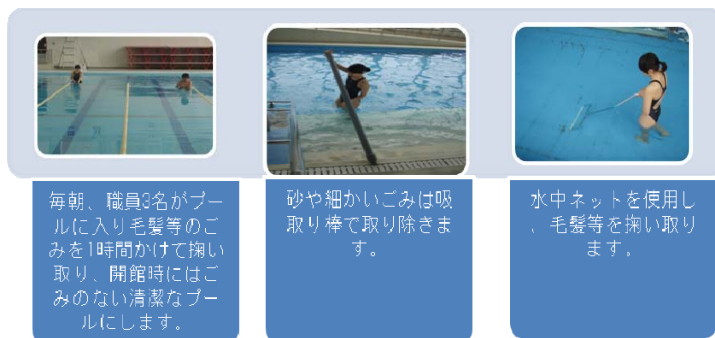 毎朝、職員3名がプー
ルに入り毛髪等のご
みを1時間かけて掬い
取り、開館時にはご
みのない清潔なプー
ルにします。
砂や細かいごみは吸
取り棒で取り除きま
す。
水中ネットを使用し
、毛髪等を掬い取り
ます。